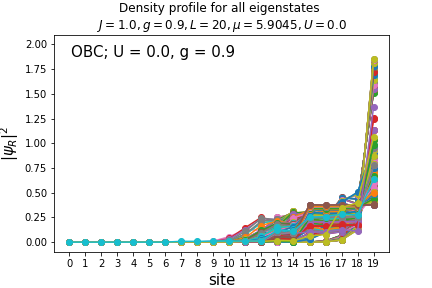 Density profile for all eigenstates
J = 1.0, g = 0.9, L = 20, μ = 5.9045, U = 0.0
OBC; U = 0.0, g = 0.9
2.00
1.75
1.50
1.25
1.00
0.75
0.50
0.25
0.00
|ψ_R|²
0 1 2 3 4 5 6 7 8 9 10 11 12 13 14 15 16 17 18 19
site